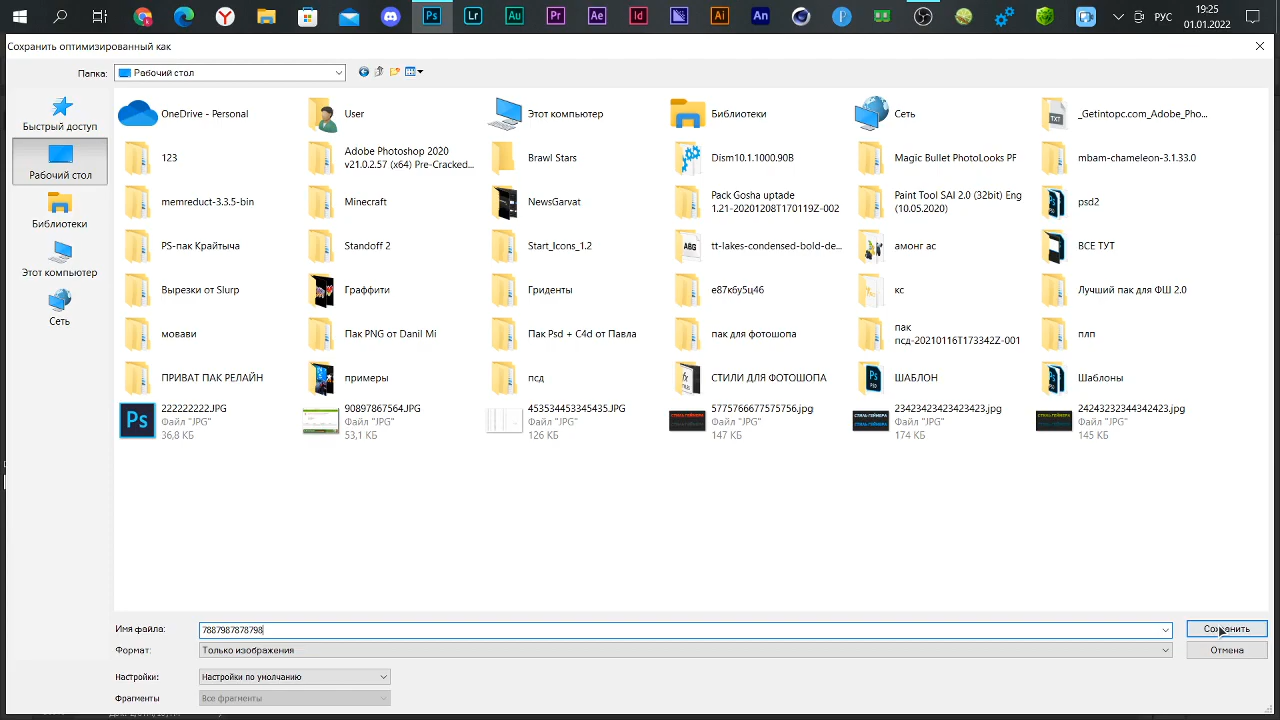 Ps
Lr
Au
Pr
Ae
Id
Ai
An
РУС
19:25
01.01.2022
Сохранить оптимизированный как
Папка:
Рабочий стол
Быстрый доступ
Рабочий стол
Библиотеки
Этот компьютер
Сеть
OneDrive - Personal
User
Этот компьютер
Библиотеки
Сеть
_Getintopc.com_Adobe_Pho...
123
Adobe Photoshop 2020
v21.0.2.57 (x64) Pre-Cracked...
Brawl Stars
Dism10.1.1000.90B
Magic Bullet PhotoLooks PF
mbam-chameleon-3.1.33.0
memreduct-3.3.5-bin
Minecraft
NewsGarvat
Pack Gosha uptade
1.21-20201208T170119Z-002
Paint Tool SAI 2.0 (32bit) Eng
(10.05.2020)
psd2
PS-пак Крайтыча
Standoff 2
Start_Icons_1.2
tt-lakes-condensed-bold-de...
амонг ас
ВСЕ ТУТ
Вырезки от Slurp
Граффити
Гриденты
е87к6у5ц46
кс
Лучший пак для ФШ 2.0
мовави
Пак PNG от Danil Mi
Пак Psd + C4d от Павла
пак для фотошопа
пак
псд-20210116T173342Z-001
плп
ПРИВАТ ПАК РЕЛАЙН
примеры
псд
СТИЛИ ДЛЯ ФОТОШОПА
ШАБЛОН
Шаблоны
222222222.JPG
Файл "JPG"
36,8 КБ
90897867564.JPG
Файл "JPG"
53,1 КБ
453534453345435.JPG
Файл "JPG"
126 КБ
5775766677575756.jpg
Файл "JPG"
147 КБ
23423423423423423.jpg
Файл "JPG"
174 КБ
Файл "JPG"
145 КБ
Имя файла:
7887987878798
Сохранить
Формат:
Только изображения
Отмена
Настройки:
Настройки по умолчанию
Фрагменты
Все фрагменты